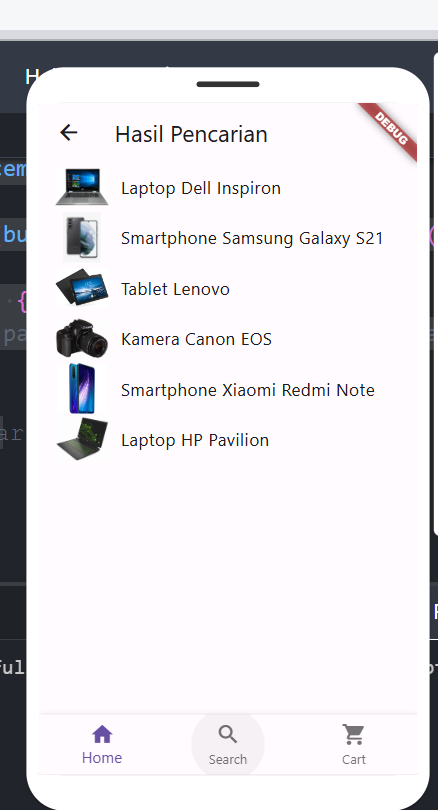 DEBUG
Hasil Pencarian
Laptop Dell Inspiron
Smartphone Samsung Galaxy S21
Tablet Lenovo
Kamera Canon EOS
Smartphone Xiaomi Redmi Note
Laptop HP Pavilion
Home
Search
Cart